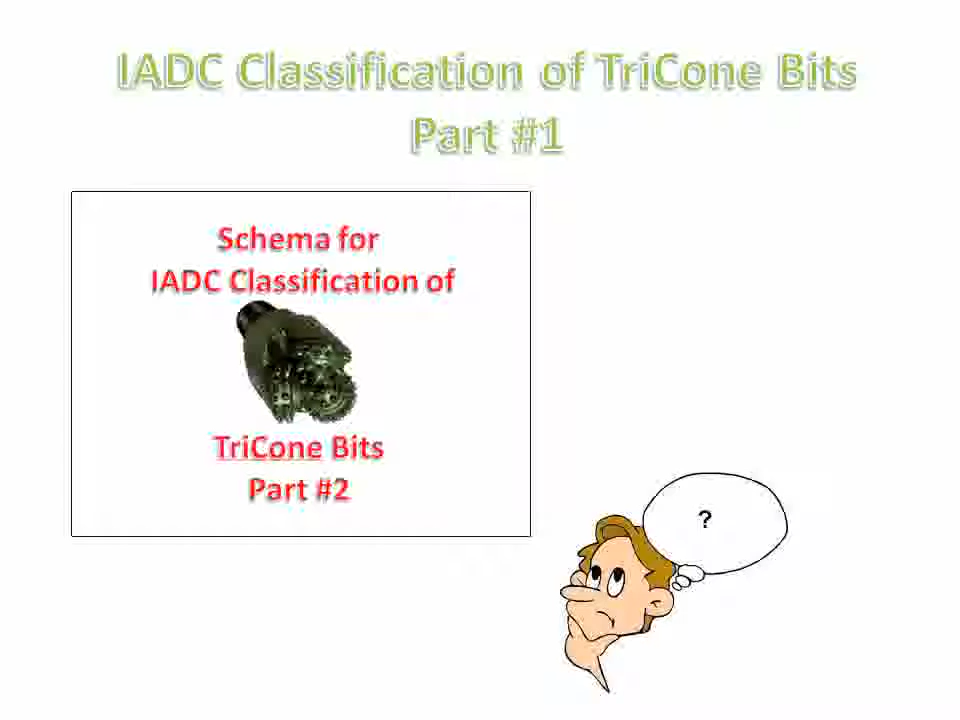 IADC Classification of TriCone Bits
Part #1
Schema for
IADC Classification of
TriCone Bits
Part #2
?